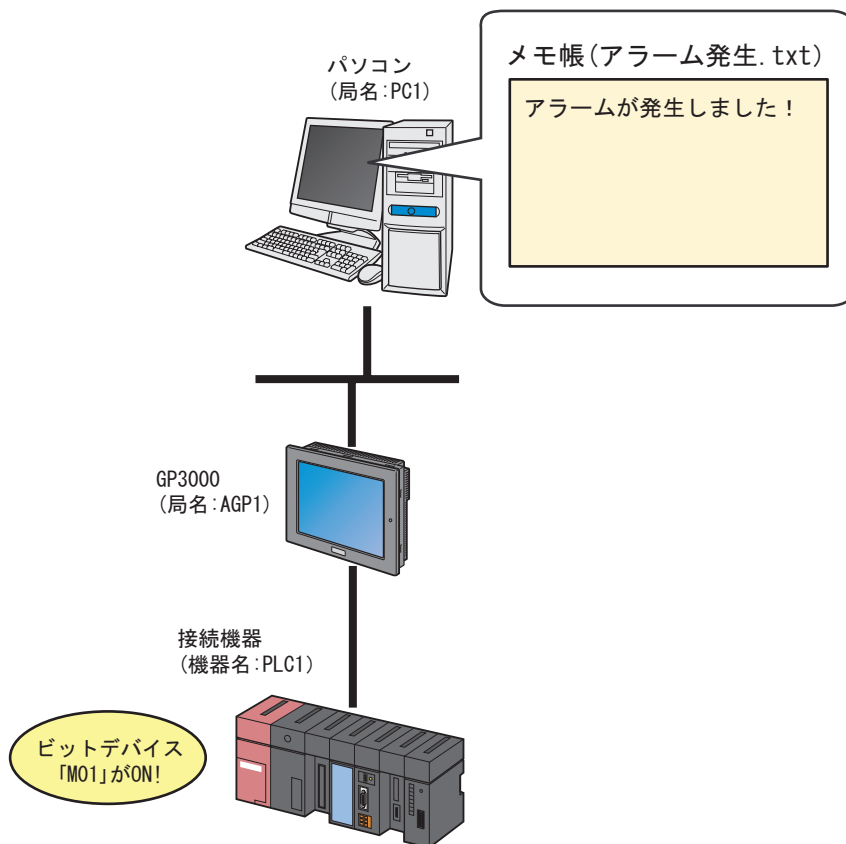 パソコン
(局名:PC1)
メモ帳(アラーム発生.txt)
アラームが発生しました！
GP3000
(局名:AGP1)
接続機器
(機器名:PLC1)
ビットデバイス
「M01」がON!